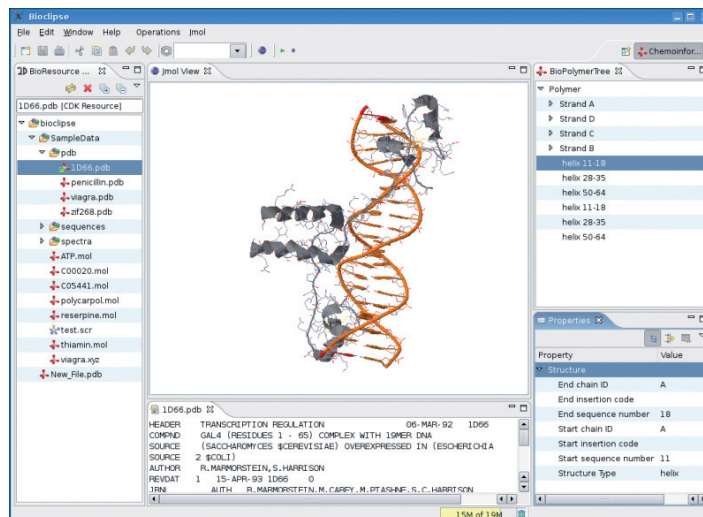 Bioclipse
File Edit Window Help Operations Jmol
Chemoinfor...
2D BioResource ...
1D66.pdb [CDK Resource]
bioclipse
SampleData
pdb
1D66.pdb
penicillin.pdb
viagra.pdb
zif268.pdb
sequences
spectra
ATP.mol
C00020.mol
C05441.mol
polycarpol.mol
reserpine.mol
test.scr
thiamin.mol
viagra.xyz
New_File.pdb
Jmol View
1D66.pdb
HEADER TRANSCRIPTION REGULATION 06-MAR-92 1D66
COMPND GAL4 (RESIDUES 1 - 65) COMPLEX WITH 19MER DNA
SOURCE (SACCHAROMYCES $CEREVISIAE) OVEREXPRESSED IN (ESCHERICHIA
SOURCE 2 $COLI)
AUTHOR R.MARMORSTEIN,S.HARRISON
REVDAT 1 15-APR-93 1D66 0
JRNL AUTH R.MARMORSTEIN,M.CAREY,M.PTASHNE,S.C.HARRISON
BioPolymerTree
Polymer
Strand A
Strand D
Strand C
Strand B
helix 11-18
helix 28-35
helix 50-64
helix 11-18
helix 28-35
helix 50-64
Properties
Property Value
Structure
End chain ID A
End insertion code
End sequence number 18
Start chain ID A
Start insertion code
Start sequence number 11
Structure Type helix
15M of 19M